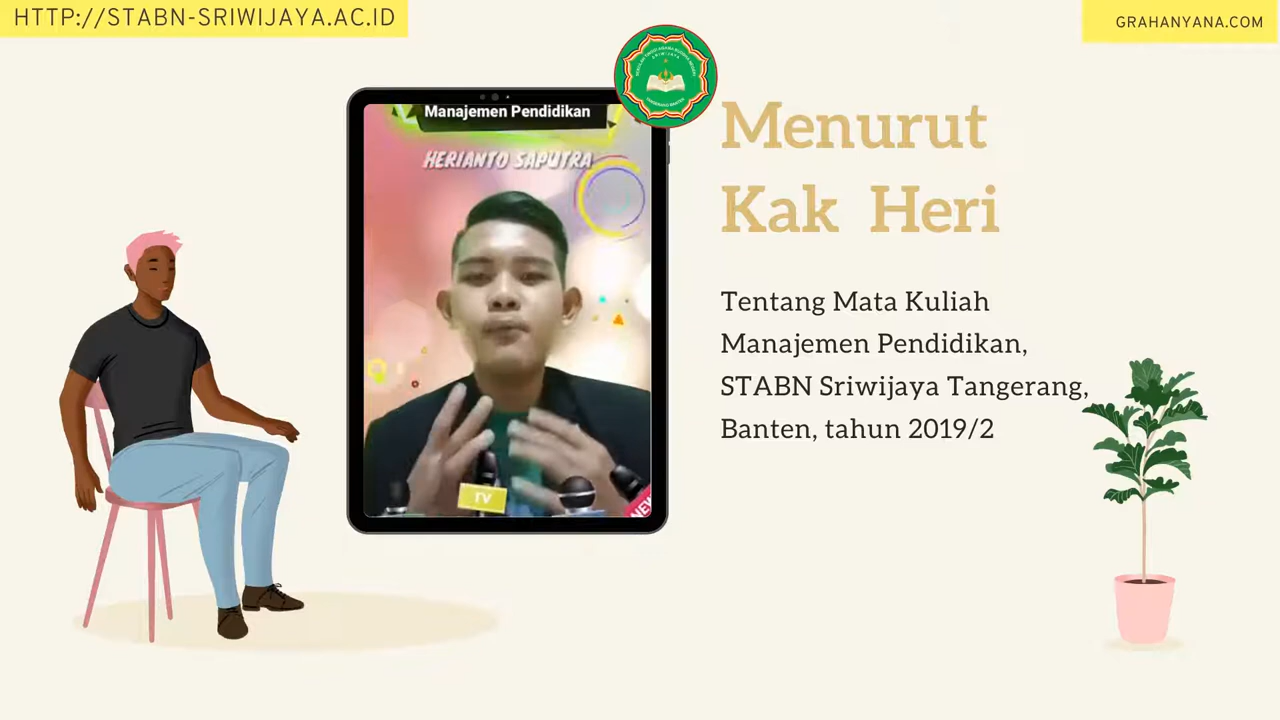 HTTP://STABN-SRIWIJAYA.AC.ID
GRAHANYANA.COM
Manajemen Pendidikan
HERIANTO SAPUTRA
TV
NEW
Menurut
Kak Heri
Tentang Mata Kuliah
Manajemen Pendidikan,
STABN Sriwijaya Tangerang,
Banten, tahun 2019/2